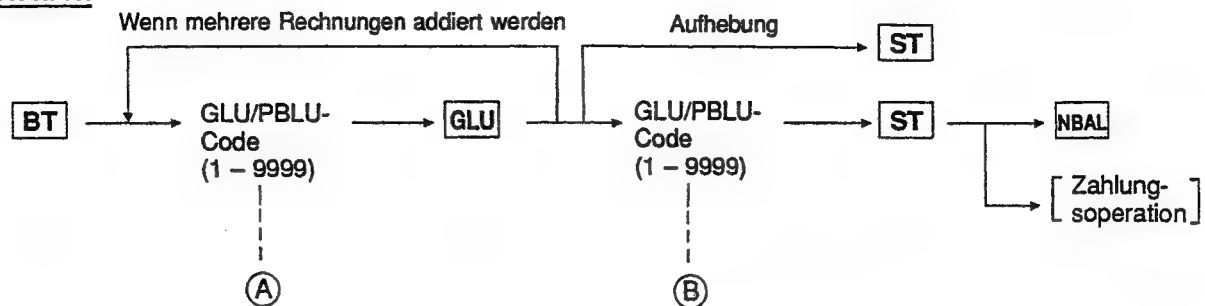 Wenn mehrere Rechnungen addiert werden
Aufhebung
ST
BT
GLU/PBLU-
Code
(1 – 9999)
GLU
GLU/PBLU-
Code
(1 – 9999)
ST
NBAL
[ Zahlung-
soperation ]
A
B